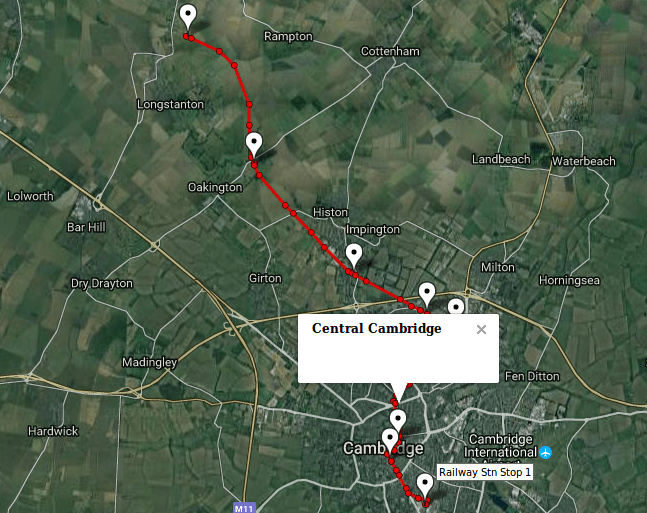 Rampton
Cottenham
Longstanton
Landbeach
Waterbeach
Oakington
Lolworth
Histon
Bar Hill
Impington
Milton
Girton
Horningsea
Dry Drayton
Central Cambridge ×
Madingley
Fen Ditton
Hardwick
Cambridge
Cambridge
International
Railway Stn Stop 1
M11